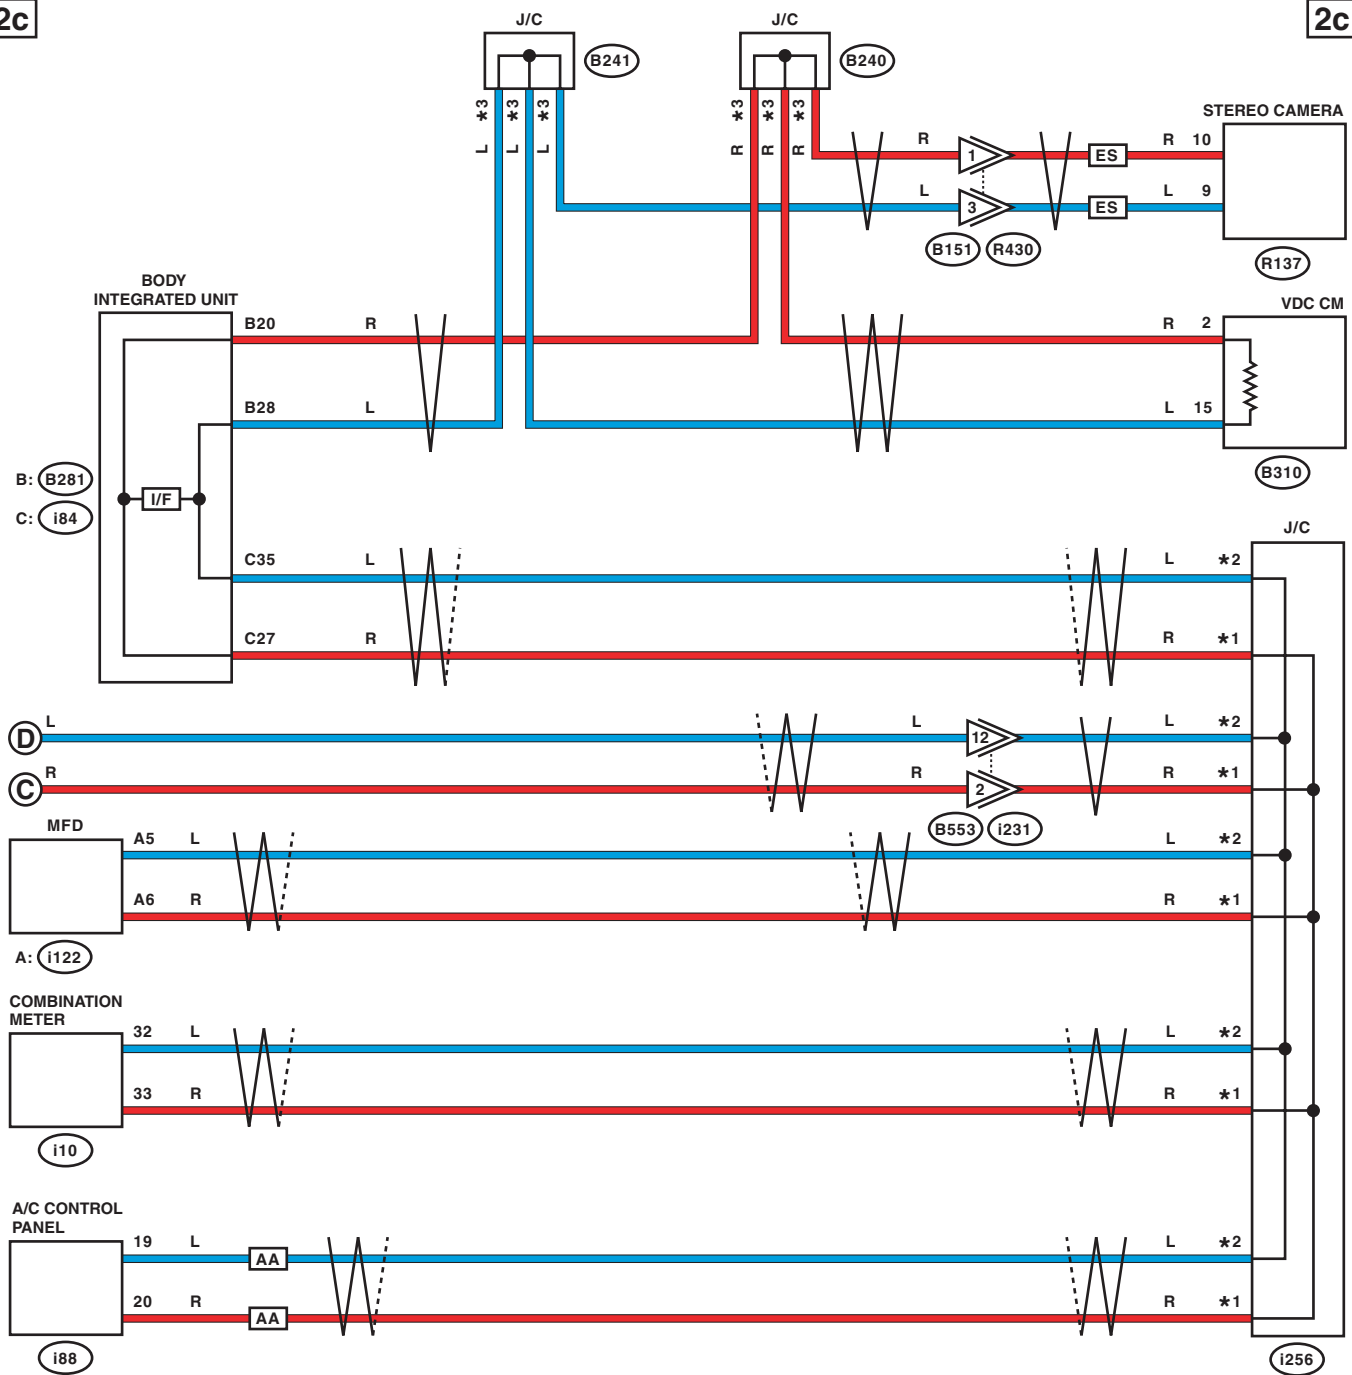 2c
2c
J/C
B241
J/C
B240
L *3
L *3
L *3
R *3
R *3
R *3
STEREO CAMERA
R
1
ES
R 10
L
3
ES
L 9
B151 R430
R137
BODY
INTEGRATED UNIT
VDC CM
B20 R
R 2
B28 L
L 15
B: B281
I/F
C: i84
B310
J/C
C35 L
L *2
C27 R
R *1
D L
L
12
L *2
C R
R
2
R *1
B553 i231
MFD
A5 L
L *2
A6 R
R *1
A: i122
COMBINATION
METER
32 L
L *2
33 R
R *1
i10
A/C CONTROL
PANEL
19 L
AA
L *2
20 R
AA
R *1
i88
i256